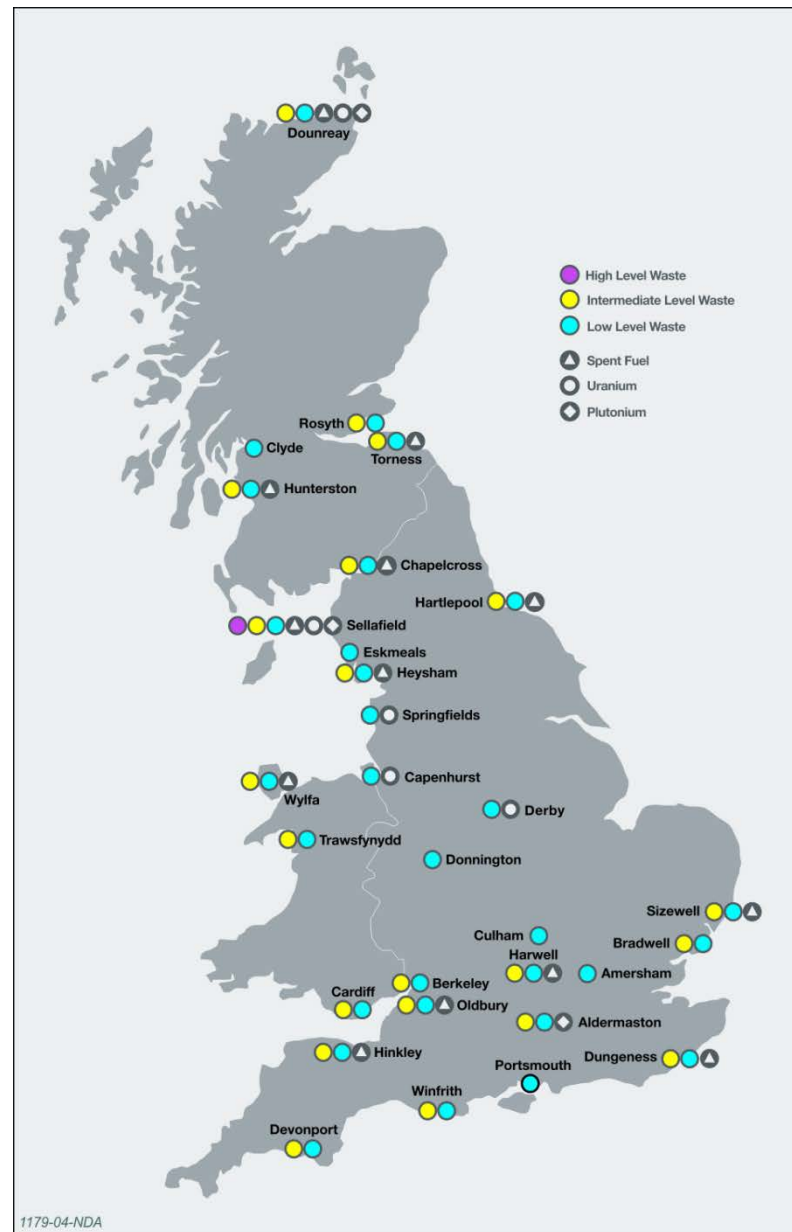 Dounreay
High Level Waste
Intermediate Level Waste
Low Level Waste
Spent Fuel
Uranium
Plutonium
Rosyth
Clyde
Torness
Hunterston
Chapelcross
Hartlepool
Sellafield
Eskmeals
Heysham
Springfields
Capenhurst
Wylfa
Derby
Trawsfynydd
Donnington
Sizewell
Culham
Bradwell
Harwell
Amersham
Berkeley
Cardiff
Oldbury
Aldermaston
Hinkley
Dungeness
Portsmouth
Winfrith
Devonport
1179-04-NDA